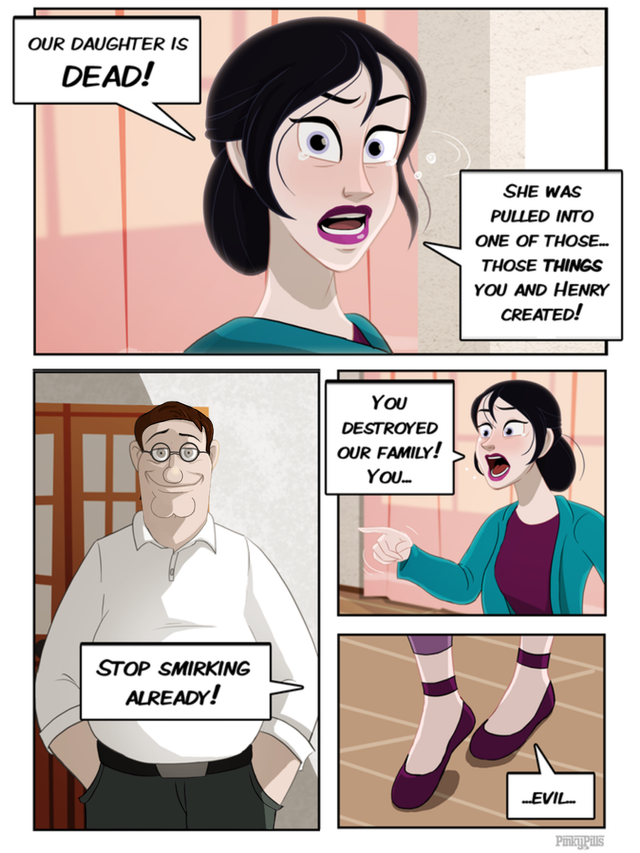 OUR DAUGHTER IS
DEAD!
SHE WAS
PULLED INTO
ONE OF THOSE...
THOSE THINGS
YOU AND HENRY
CREATED!
STOP SMIRKING
ALREADY!
YOU
DESTROYED
OUR FAMILY!
YOU...
...EVIL...
PinkyPills